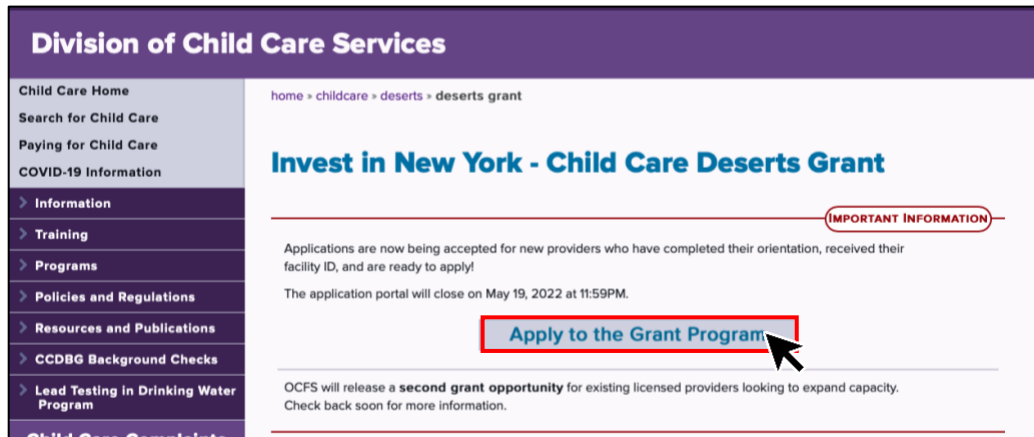 Division of Child Care Services
Child Care Home
Search for Child Care
Paying for Child Care
COVID-19 Information
Information
Training
Programs
Policies and Regulations
Resources and Publications
CCDBG Background Checks
Lead Testing in Drinking Water
Program
Child Care Complaints
home » childcare » deserts » deserts grant
Invest in New York - Child Care Deserts Grant
IMPORTANT INFORMATION
Applications are now being accepted for new providers who have completed their orientation, received their
facility ID, and are ready to apply!
The application portal will close on May 19, 2022 at 11:59PM.
Apply to the Grant Program
OCFS will release a second grant opportunity for existing licensed providers looking to expand capacity.
Check back soon for more information.